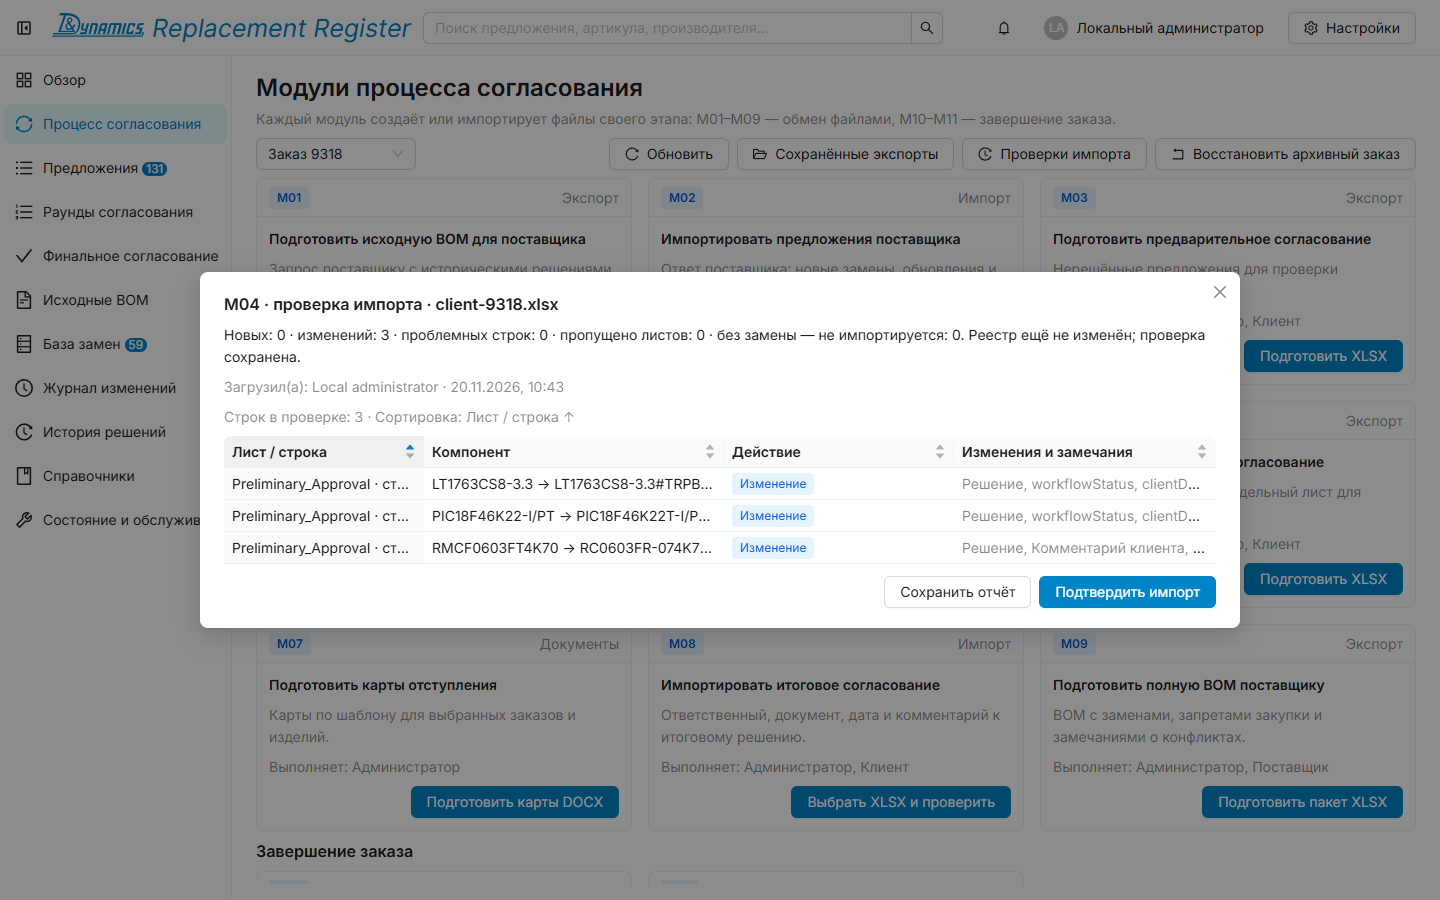 Dynamics Replacement Register
Поиск предложения, артикула, производителя...
LA Локальный администратор
Настройки
Обзор
Процесс согласования
Предложения 131
Раунды согласования
Финальное согласование
Исходные BOM
База замен 59
Журнал изменений
История решений
Справочники
Состояние и обслужив
Модули процесса согласования
Каждый модуль создаёт или импортирует файлы своего этапа: M01–M09 — обмен файлами, M10–M11 — завершение заказа.
Заказ 9318
Обновить
Сохранённые экспорты
Проверки импорта
Восстановить архивный заказ
M01 Экспорт
Подготовить исходную BOM для поставщика
Запрос поставщику с историческими решениями
M02 Импорт
Импортировать предложения поставщика
Ответ поставщика: новые замены, обновления и
M03 Экспорт
Подготовить предварительное согласование
Нерешённые предложения для проверки
р, Клиент
Подготовить XLSX
M04 · проверка импорта · client-9318.xlsx
Новых: 0 · изменений: 3 · проблемных строк: 0 · пропущено листов: 0 · без замены — не импортируется: 0. Реестр ещё не изменён; проверка
сохранена.
Загрузил(а): Local administrator · 20.11.2026, 10:43
Строк в проверке: 3 · Сортировка: Лист / строка ↑
Лист / строка Компонент Действие Изменения и замечания
Preliminary_Approval · ст... LT1763CS8-3.3 → LT1763CS8-3.3#TRPB... Изменение Решение, workflowStatus, clientD...
Preliminary_Approval · ст... PIC18F46K22-I/PT → PIC18F46K22T-I/P... Изменение Решение, workflowStatus, clientD...
Preliminary_Approval · ст... RMCF0603FT4K70 → RC0603FR-074K7... Изменение Решение, Комментарий клиента, ...
Сохранить отчёт
Подтвердить импорт
Экспорт
огласование
дельный лист для
р, Клиент
Подготовить XLSX
M07 Документы
Подготовить карты отступления
Карты по шаблону для выбранных заказов и
изделий.
Выполняет: Администратор
Подготовить карты DOCX
M08 Импорт
Импортировать итоговое согласование
Ответственный, документ, дата и комментарий к
итоговому решению.
Выполняет: Администратор, Клиент
Выбрать XLSX и проверить
M09 Экспорт
Подготовить полную BOM поставщику
BOM с заменами, запретами закупки и
замечаниями о конфликтах.
Выполняет: Администратор, Поставщик
Подготовить пакет XLSX
Завершение заказа